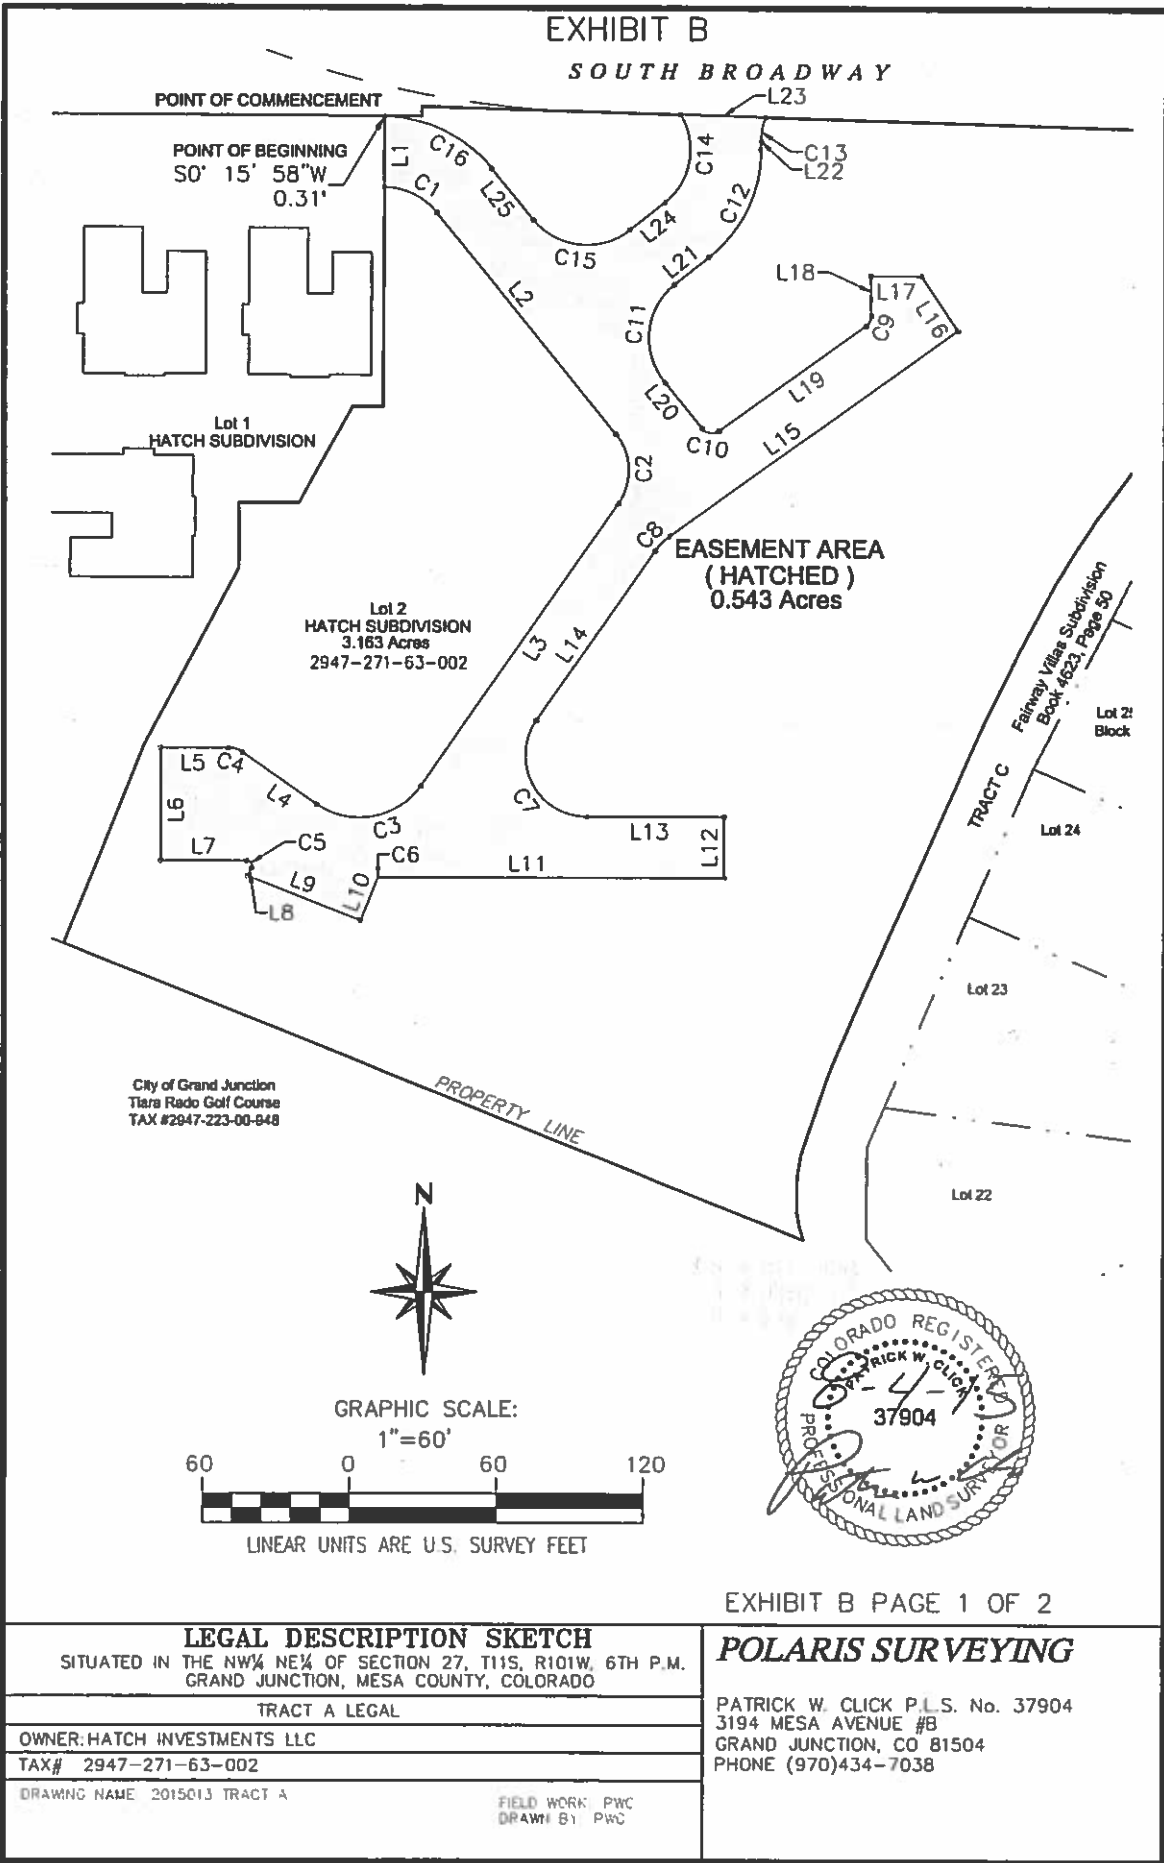 EXHIBIT B
SOUTH BROADWAY
L23
POINT OF COMMENCEMENT
POINT OF BEGINNING
S0° 15' 58"W
0.31'
L1
C16
C1
L25
C15
L24
C14
C13
L22
C12
L21
L2
C11
L18
L17
L16
C9
L20
L19
C10
L15
C2
C8
Lot 1
HATCH SUBDIVISION
EASEMENT AREA
( HATCHED )
0.543 Acres
Lot 2
HATCH SUBDIVISION
3.163 Acres
2947-271-63-002
L3
L14
Fairway Villas Subdivision
Book 4623, Page 50
TRACT C
Block
Lot 24
L5
C4
L4
L6
L7
C3
C5
C6
C7
L13
L12
L11
L10
L9
L8
Lot 23
City of Grand Junction
Tiara Rado Golf Course
TAX #2947-223-00-948
PROPERTY LINE
Lot 22
N
GRAPHIC SCALE:
1"=60'
60 0 60 120
LINEAR UNITS ARE U.S. SURVEY FEET
COLORADO REGISTERED
PATRICK W. CLICK
37904
PROFESSIONAL LAND SURVEYOR
EXHIBIT B PAGE 1 OF 2
LEGAL DESCRIPTION SKETCH
SITUATED IN THE NW¼ NE¼ OF SECTION 27, T11S, R101W, 6TH P.M.
GRAND JUNCTION, MESA COUNTY, COLORADO
TRACT A LEGAL
OWNER: HATCH INVESTMENTS LLC
TAX# 2947-271-63-002
DRAWING NAME 2015013 TRACT A
FIELD WORK: PWC
DRAWN BY PWC
POLARIS SURVEYING
PATRICK W. CLICK P.L.S. No. 37904
3194 MESA AVENUE #B
GRAND JUNCTION, CO 81504
PHONE (970)434-7038